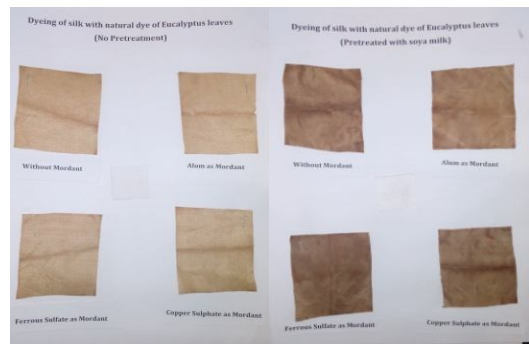 Dyeing of silk with natural dye of Eucalyptus leaves
(No Pretreatment)
Without Mordant
Alum as Mordant
Ferrous Sulfate as Mordant
Copper Sulphate as Mordant
Dyeing of silk with natural dye of Eucalyptus leaves
(Pretreated with soya milk)
Without Mordant
Alum as Mordant
Ferrous Sulfate as Mordant
Copper Sulphate as Mordant